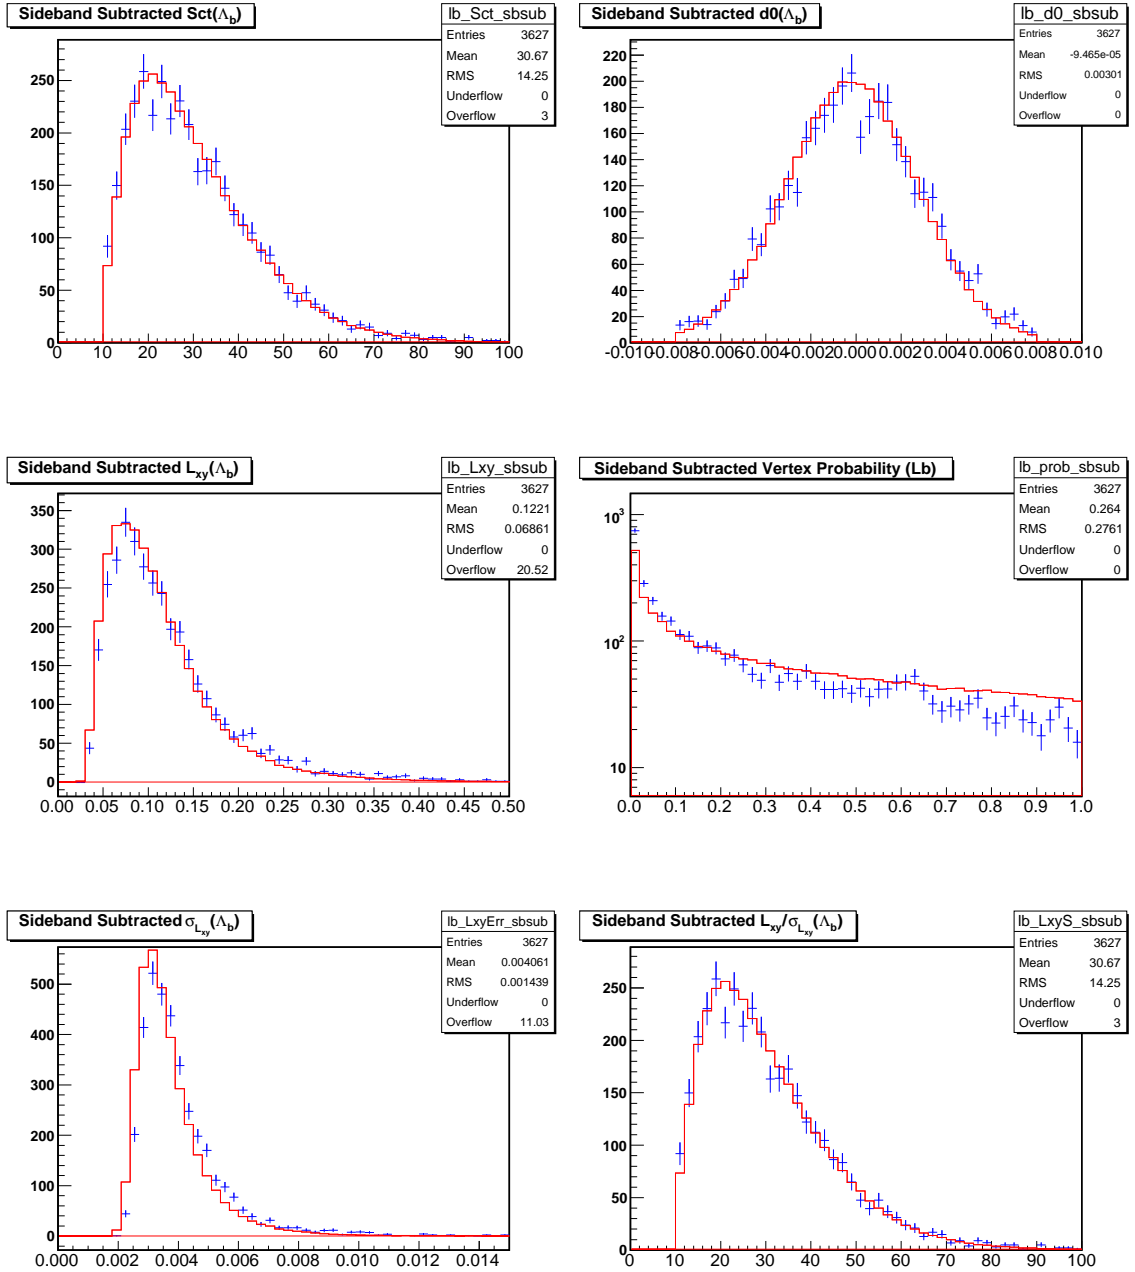 Sideband Subtracted Sct(Λb)
lb_Sct_sbsub
Entries 3627
Mean 30.67
RMS 14.25
Underflow 0
Overflow 3
250
200
150
100
50
0
0 10 20 30 40 50 60 70 80 90 100
Sideband Subtracted d0(Λb)
lb_d0_sbsub
Entries 3627
Mean -9.465e-05
RMS 0.00301
Underflow 0
Overflow 0
220
200
180
160
140
120
100
80
60
40
20
0
-0.010 -0.008 -0.006 -0.004 -0.002 0.000 0.002 0.004 0.006 0.008 0.010
Sideband Subtracted Lxy(Λb)
lb_Lxy_sbsub
Entries 3627
Mean 0.1221
RMS 0.06861
Underflow 0
Overflow 20.52
350
300
250
200
150
100
50
0
0.00 0.05 0.10 0.15 0.20 0.25 0.30 0.35 0.40 0.45 0.50
Sideband Subtracted Vertex Probability (Lb)
lb_prob_sbsub
Entries 3627
Mean 0.264
RMS 0.2761
Underflow 0
Overflow 0
10³
10²
10
0.0 0.1 0.2 0.3 0.4 0.5 0.6 0.7 0.8 0.9 1.0
Sideband Subtracted σLxy(Λb)
lb_LxyErr_sbsub
Entries 3627
Mean 0.004061
RMS 0.001439
Underflow 0
Overflow 11.03
500
400
300
200
100
0
0.000 0.002 0.004 0.006 0.008 0.010 0.012 0.014
Sideband Subtracted Lxy/σLxy(Λb)
lb_LxyS_sbsub
Entries 3627
Mean 30.67
RMS 14.25
Underflow 0
Overflow 3
250
200
150
100
50
0
0 10 20 30 40 50 60 70 80 90 100